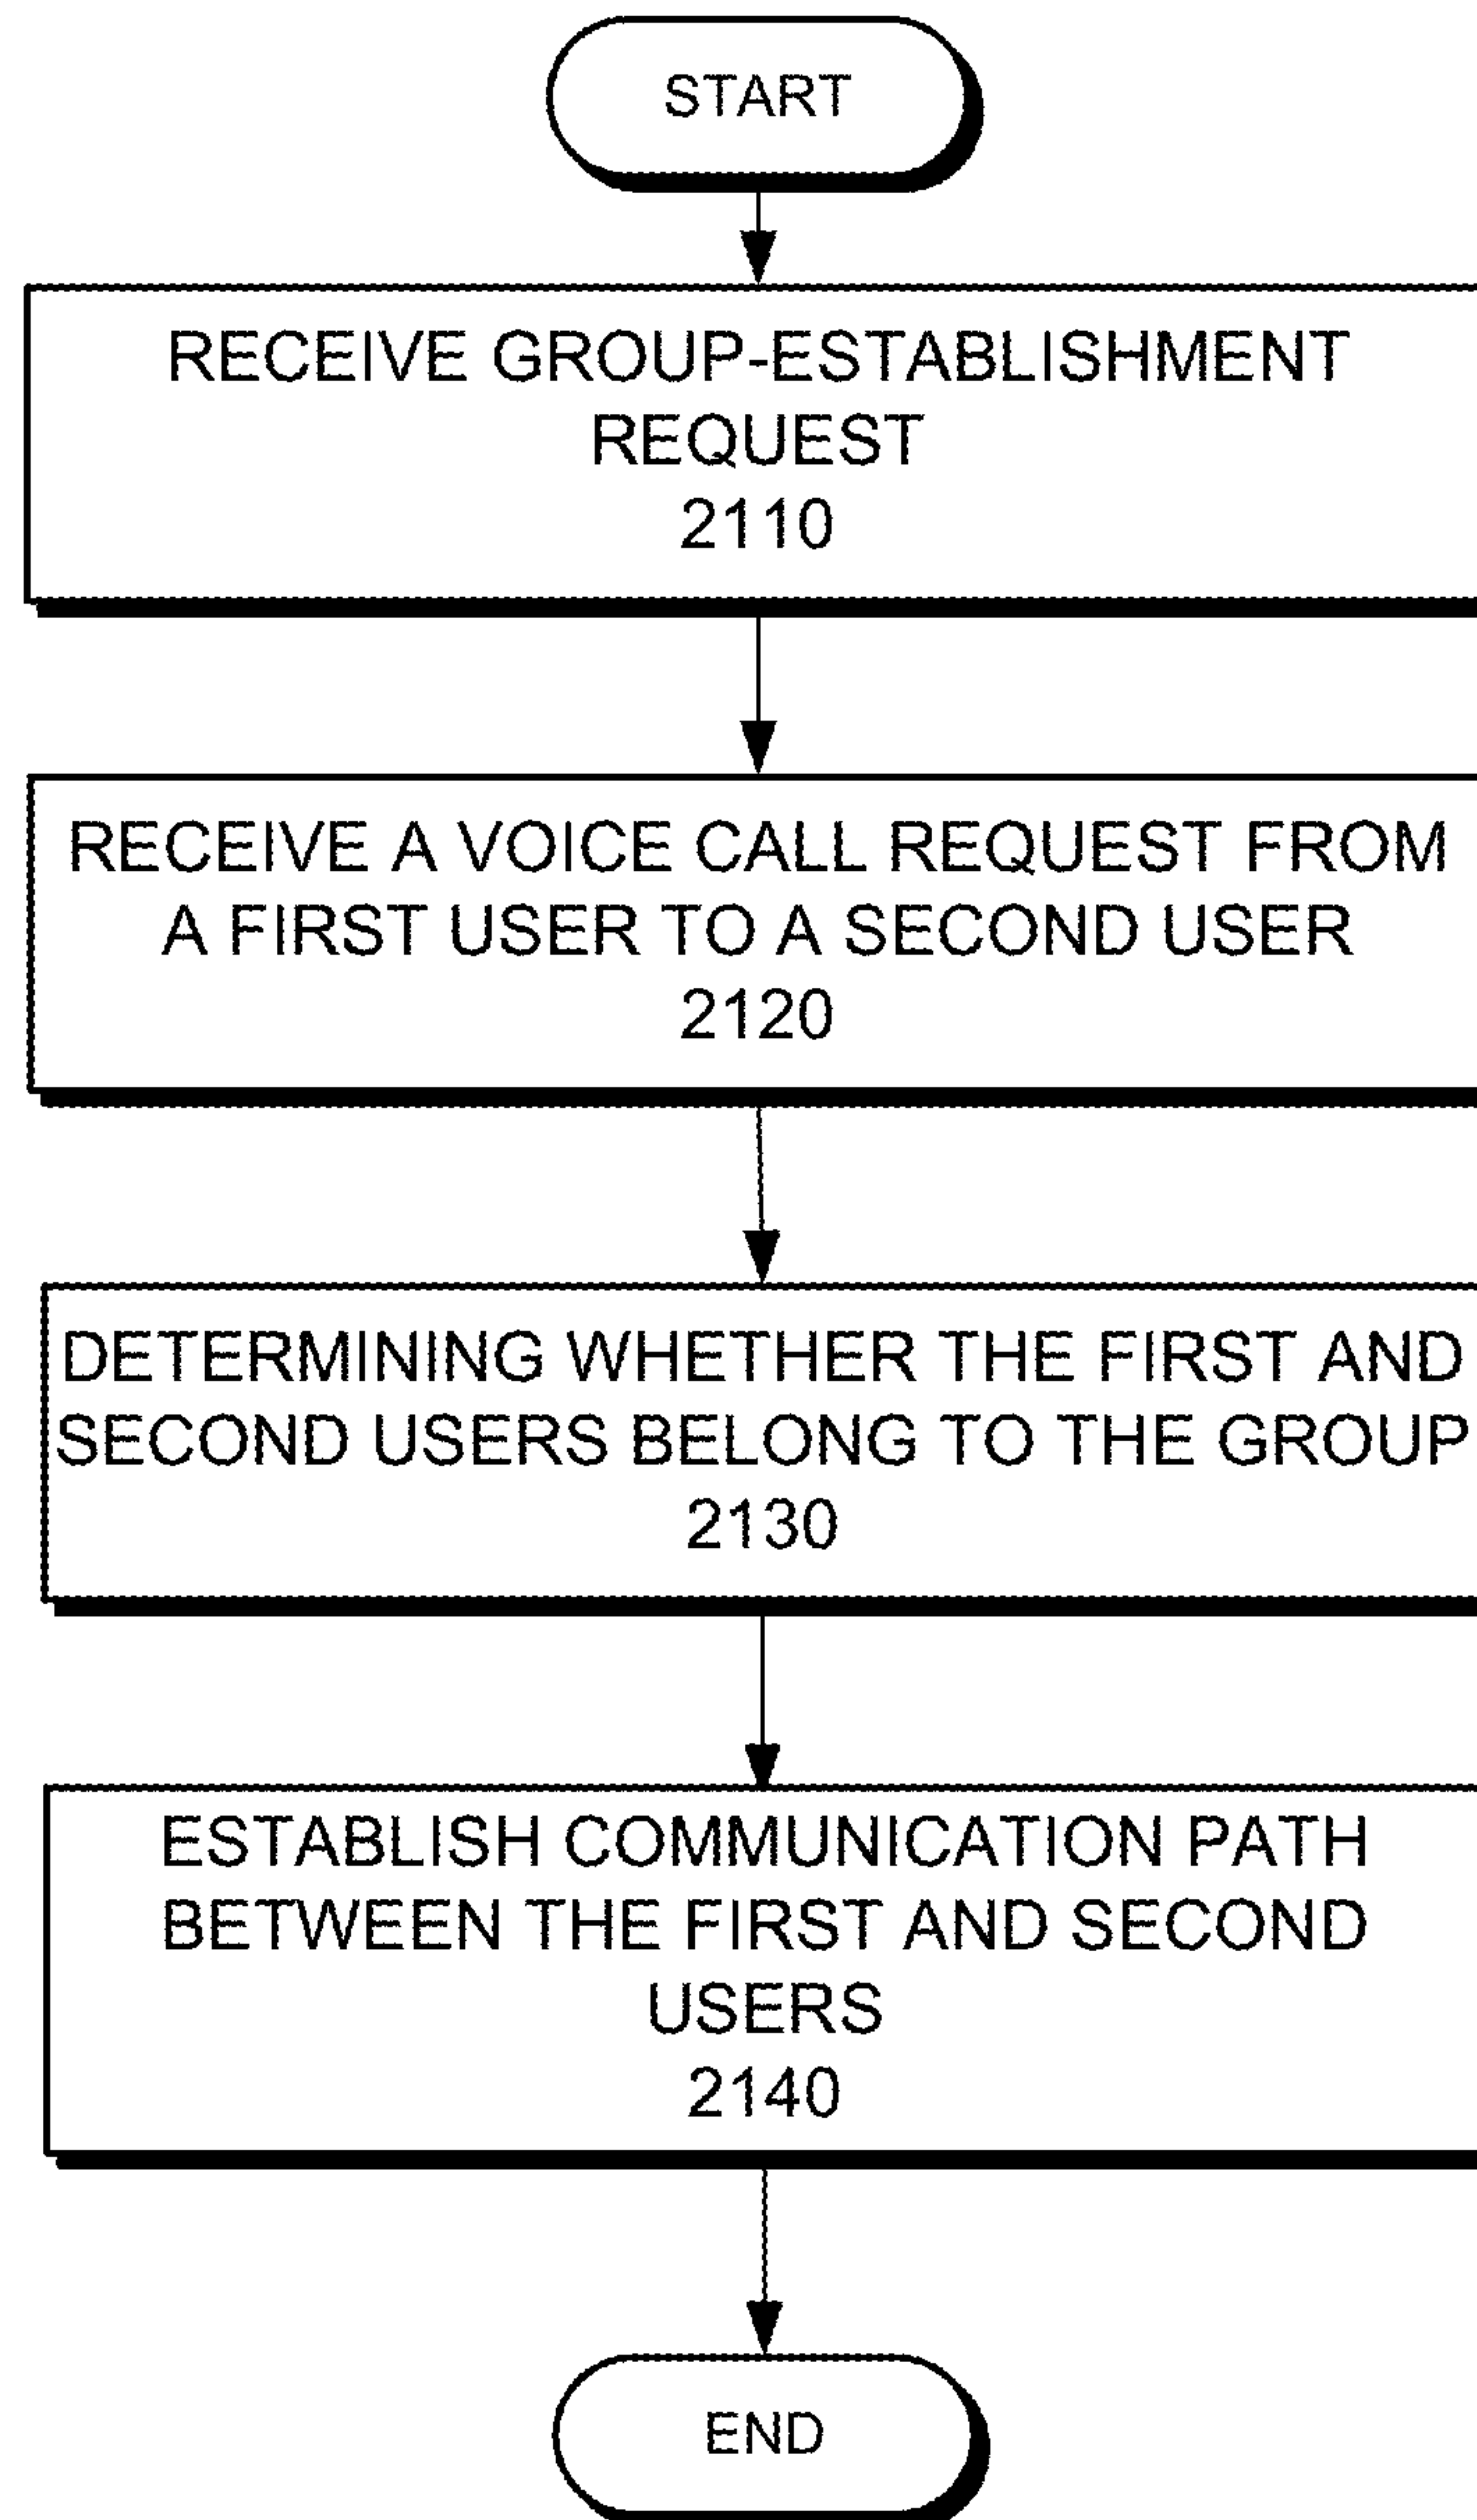 START
RECEIVE GROUP-ESTABLISHMENT
REQUEST
2110
RECEIVE A VOICE CALL REQUEST FROM
A FIRST USER TO A SECOND USER
2120
DETERMINING WHETHER THE FIRST AND
SECOND USERS BELONG TO THE GROUP
2130
ESTABLISH COMMUNICATION PATH
BETWEEN THE FIRST AND SECOND
USERS
2140
END